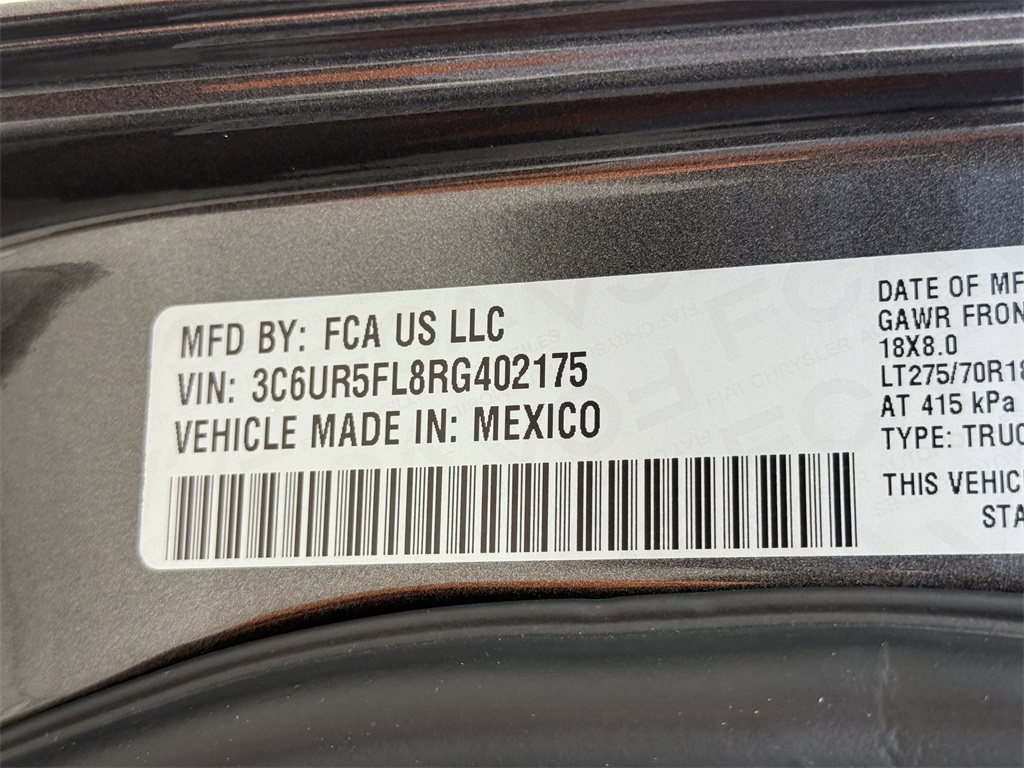 MFD BY: FCA US LLC
VIN: 3C6UR5FL8RG402175
VEHICLE MADE IN: MEXICO
DATE OF MF
GAWR FRON
18X8.0
LT275/70R18
AT 415 kPa
TYPE: TRUC
THIS VEHIC
STA